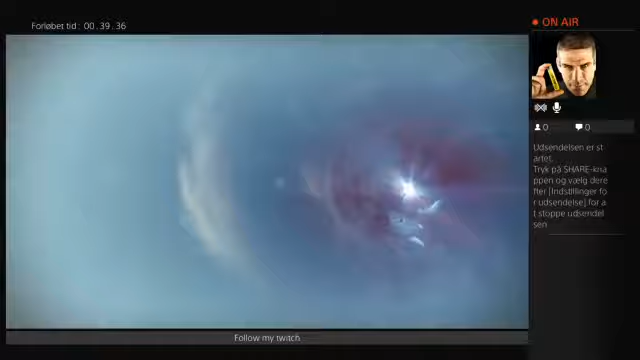 Forløbet tid: 00.39.36
ON AIR
0 0
Udsendelsen er st
artet.
Tryk på SHARE-kna
ppen og vælg dere
fter [Indstillinger fo
r udsendelse] for a
t stoppe udsendel
sen
Follow my twitch